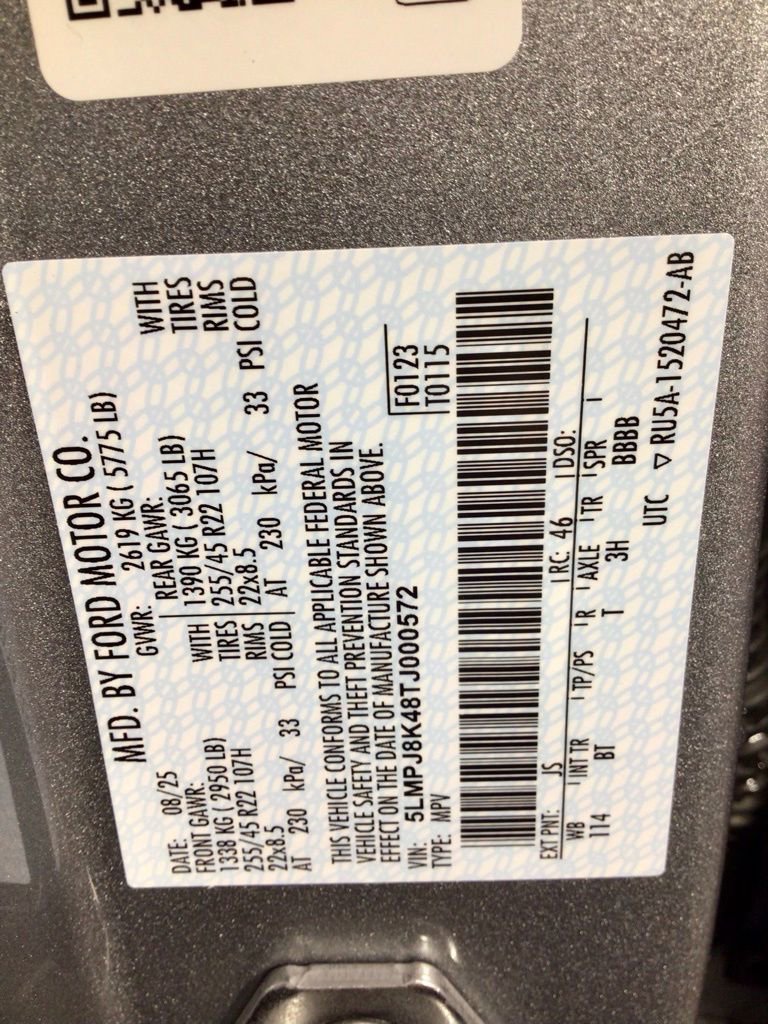 MFD. BY FORD MOTOR CO.
DATE: 08/25 GVWR: 2619 KG ( 5775 LB)
FRONT GAWR: REAR GAWR:
1338 KG ( 2950 LB) WITH 1390 KG ( 3065 LB) WITH
255/45 R22 107H TIRES 255/45 R22 107H TIRES
22x8.5 RIMS 22x8.5 RIMS
AT 230 kPa/ 33 PSI COLD AT 230 kPa/ 33 PSI COLD
THIS VEHICLE CONFORMS TO ALL APPLICABLE FEDERAL MOTOR
VEHICLE SAFETY AND THEFT PREVENTION STANDARDS IN
EFFECT ON THE DATE OF MANUFACTURE SHOWN ABOVE.
VIN: 5LMPJ8K48TJ000572
TYPE: MPV
F0123
T0115
EXT PNT: JS RC: 46 DSO:
WB INT TR TP/PS R AXLE TR SPR
114 BT T 3H BBBB
UTC ▽ RU5A-1520472-AB